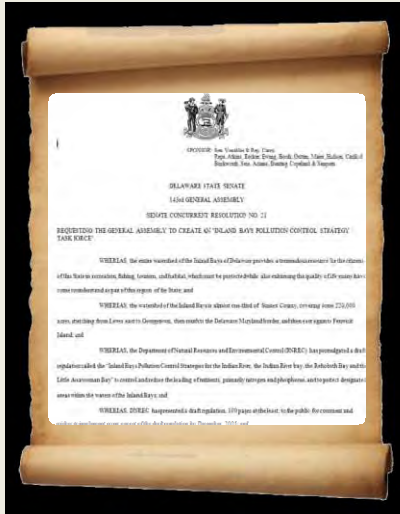 SPONSOR: Sen. Venables & Rep. Carey
Reps. Atkins, Booth,
Bunting, Copeland & Simpson
DELAWARE STATE SENATE
143rd GENERAL ASSEMBLY
SENATE CONCURRENT RESOLUTION NO. 21
REQUESTING THE GENERAL ASSEMBLY TO CREATE AN "INLAND BAYS POLLUTION CONTROL STRATEGY
TASK FORCE".
WHEREAS, the entire watershed of the Inland Bays of Delaware provides a tremendous resource to the citizens
of this State in recreation, fishing, tourism, and habitat, which must be protected while also enhancing the quality of life many have
come to understand as part of this region of the State; and
WHEREAS, the watershed of the Inland Bays is almost one-third of Sussex County, covering some
acres, stretching from Lewes west to Georgetown, then south to the Delaware Maryland border, and then east against Fenwick
Island; and
WHEREAS, the Department of Natural Resources and Environmental Control (DNREC) has promulgated a draft
regulation called the "Inland Bays Pollution Control Strategies for the Indian River, the Indian River bay, the Rehoboth Bay and the
Little Assawoman Bay" to control and reduce the loading of nutrients, primarily nitrogen and phosphorous, and to protect designated
areas within the waters of the Inland Bays; and
WHEREAS, DNREC has presented a draft regulation, pages at the least, to the public for comment and